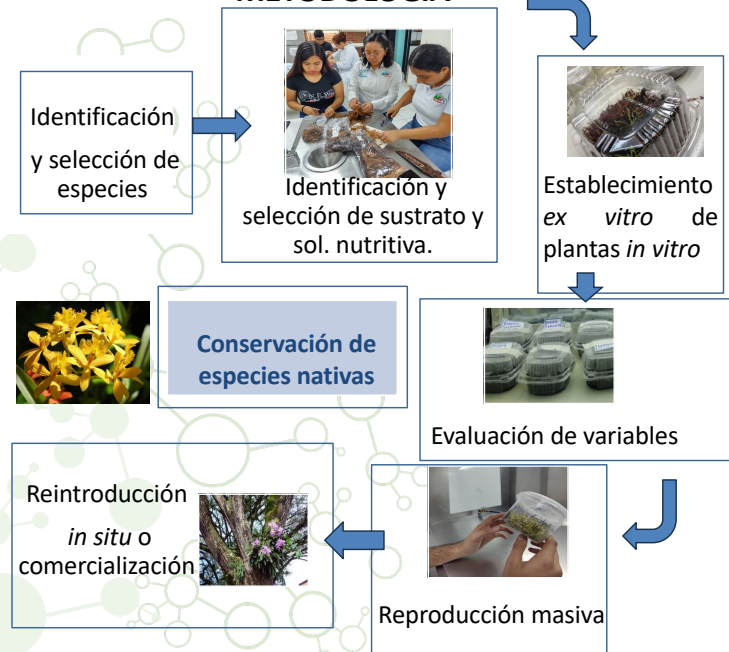 METODOLOGÍA
Identificación
y selección de
especies
Identificación y
selección de sustrato y
sol. nutritiva.
Establecimiento
ex vitro de
plantas in vitro
Evaluación de variables
Reproducción masiva
Reintroducción
in situ o
comercialización
Conservación de
especies nativas